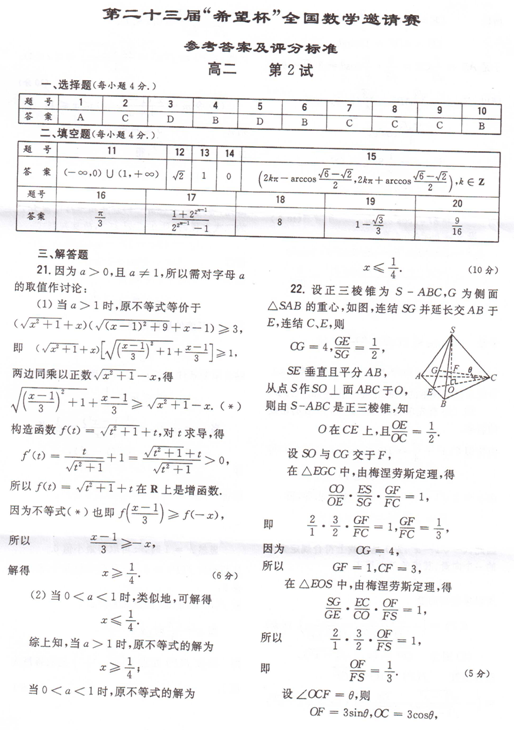 第二十三届“希望杯”全国数学邀请赛
参考答案及评分标准
高二 第2试
一、选择题(每小题4分.)
题号 1 2 3 4 5 6 7 8 9 10
答案 A C D B D B C C C B
二、填空题(每小题4分.)
题号 11 12 13 14 15
答案 (-∞,0)∪(1,+∞) √2 1 0 (2kπ-arccos (√6-√2)/2, 2kπ+arccos (√6-√2)/2), k∈Z
题号 16 17 18 19 20
答案 π/3 8 1-√3/3 9/16
三、解答题
21.因为a>0,且a≠1,所以需对字母a
的取值作讨论:
(1) 当a>1时,原不等式等价于
(√(x²+1)+x)(√((x-1)²+9)+x-1)≥3,
即 (√(x²+1)+x)[√(((x-1)/3)²+1)+(x-1)/3]≥1.
两边同乘以正数√(x²+1)-x,得
√(((x-1)/3)²+1)+(x-1)/3≥√(x²+1)-x. (*)
构造函数f(t)=√(t²+1)+t,对t求导,得
f′(t)=t/√(t²+1)+1=(√(t²+1)+t)/√(t²+1)>0,
所以f(t)=√(t²+1)+t在R上是增函数.
因为不等式(*)也即f((x-1)/3)≥f(-x),
所以 (x-1)/3≥-x,
解得 x≥1/4. (6分)
(2) 当0<a<1时,类似地,可解得
x≤1/4.
综上知,当a>1时,原不等式的解为
x≥1/4;
当0<a<1时,原不等式的解为
x≤1/4. (10分)
22. 设正三棱锥为S-ABC,G为侧面
△SAB的重心,如图,连结SG并延长交AB于
E,连结C、E,则
CG=4,GE/SG=1/2,
SE垂直且平分AB,
从点S作SO⊥面ABC于O,
则由S-ABC是正三棱锥,知
O在CE上,且OE/OC=1/2.
S
G F θ
A C
E O
B
设SO与CG交于F,
在△EGC中,由梅涅劳斯定理,得
CO/OE·ES/SG·GF/FC=1,
即 2/1·3/2·GF/FC=1,GF/FC=1/3,
因为 CG=4,
所以 GF=1,CF=3,
在△EOS中,由梅涅劳斯定理,得
SG/GE·EC/CO·OF/FS=1,
所以 2/1·3/2·OF/FS=1,
即 OF/FS=1/3. (5分)
设∠OCF=θ,则
OF=3sinθ,OC=3cosθ,